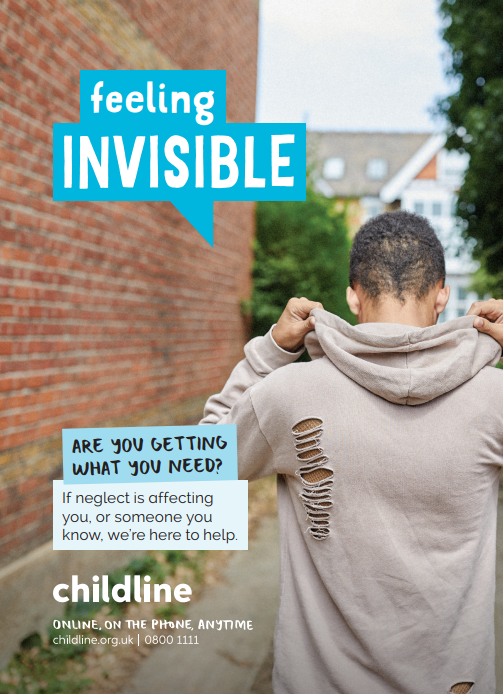 feeling
INVISIBLE
ARE YOU GETTING
WHAT YOU NEED?
If neglect is affecting
you, or someone you
know, we're here to help.
childline
ONLINE, ON THE PHONE, ANYTIME
childline.org.uk | 0800 1111